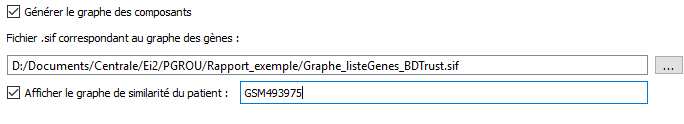 Générer le graphe des composants
Fichier .sif correspondant au graphe des gènes :
D:/Documents/Centrale/Ei2/PGROU/Rapport_exemple/Graphe_listeGenes_BDTrust.sif ...
Afficher le graphe de similarité du patient : GSM493975